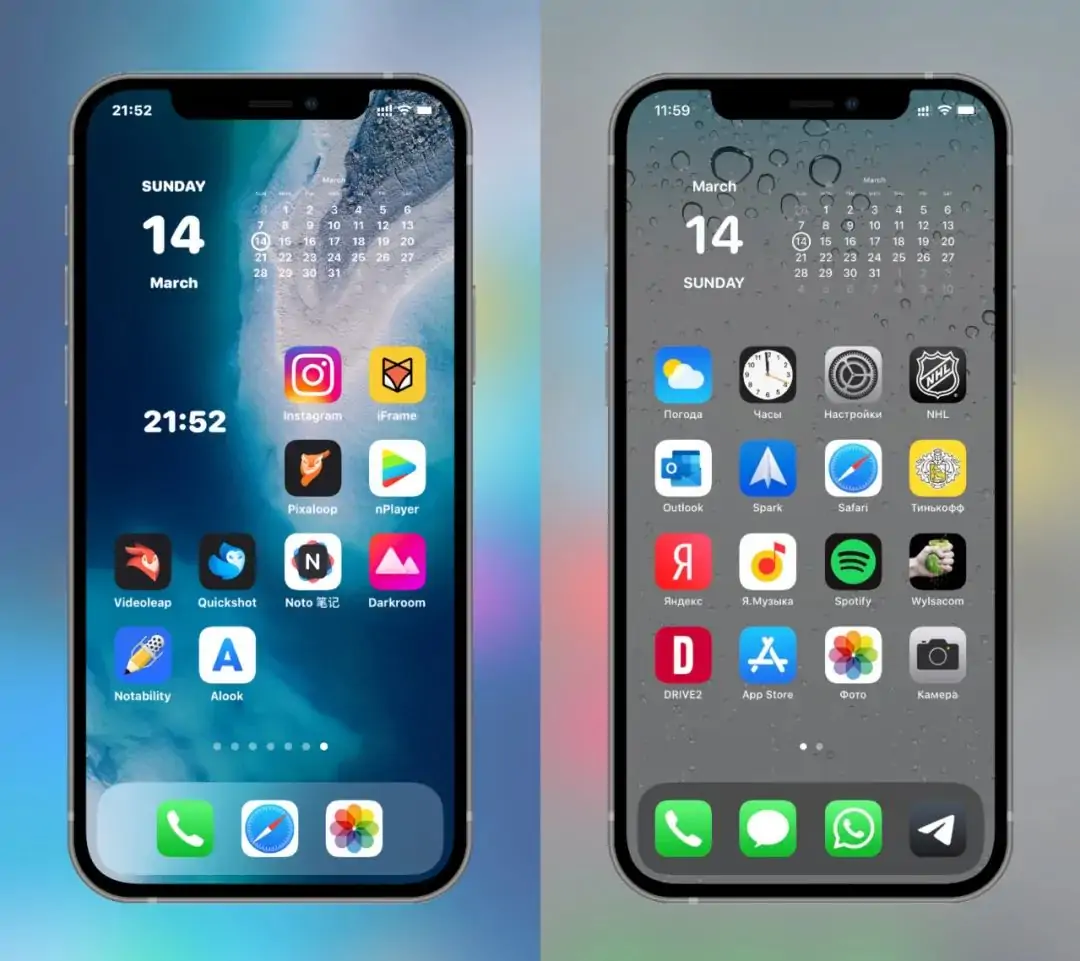 21:52
SUNDAY
14
March
March
1 2 3 4 5 6
7 8 9 10 11 12 13
14 15 16 17 18 19 20
21 22 23 24 25 26 27
28 29 30 31
21:52
Instagram iFrame
Pixaloop nPlayer
N
Videoleap Quickshot Noto 笔记 Darkroom
A
Notability Alook
11:59
March
14
SUNDAY
March
1 2 3 4 5 6
7 8 9 10 11 12 13
14 15 16 17 18 19 20
21 22 23 24 25 26 27
28 29 30 31
NHL
Погода Часы Настройки NHL
Outlook Spark Safari Тинькофф
Я
Яндекс Я.Музыка Spotify Wylsacom
D
DRIVE2 App Store Фото Камера